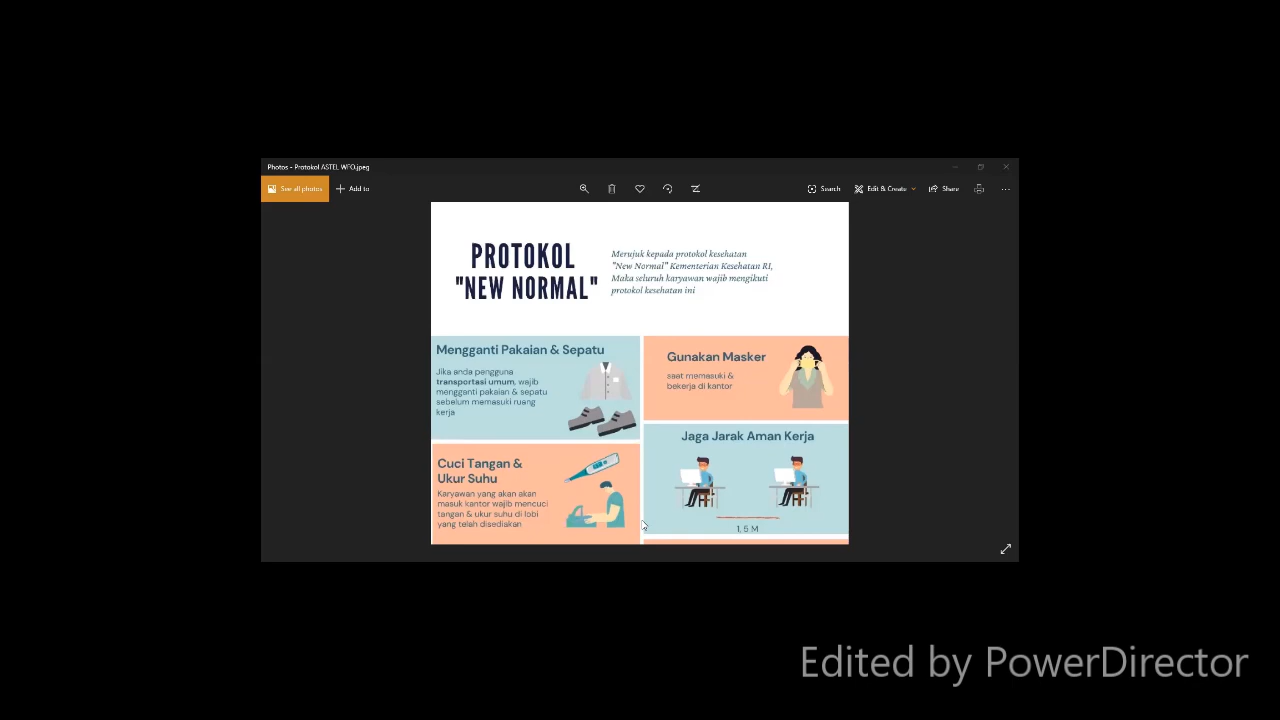 Photos - Protokol ASTEL WFO.jpeg
See all photos
Add to
Search
Edit & Create
Share
PROTOKOL
"NEW NORMAL"
Merujuk kepada protokol kesehatan
"New Normal" Kementerian Kesehatan RI,
Maka seluruh karyawan wajib mengikuti
protokol kesehatan ini
Mengganti Pakaian & Sepatu
Jika anda pengguna
transportasi umum, wajib
mengganti pakaian & sepatu
sebelum memasuki ruang
kerja
Gunakan Masker
saat memasuki &
bekerja di kantor
Cuci Tangan &
Ukur Suhu
Karyawan yang akan akan
masuk kantor wajib mencuci
tangan & ukur suhu di lobi
yang telah disediakan
Jaga Jarak Aman Kerja
1. 5 M
Edited by PowerDirector